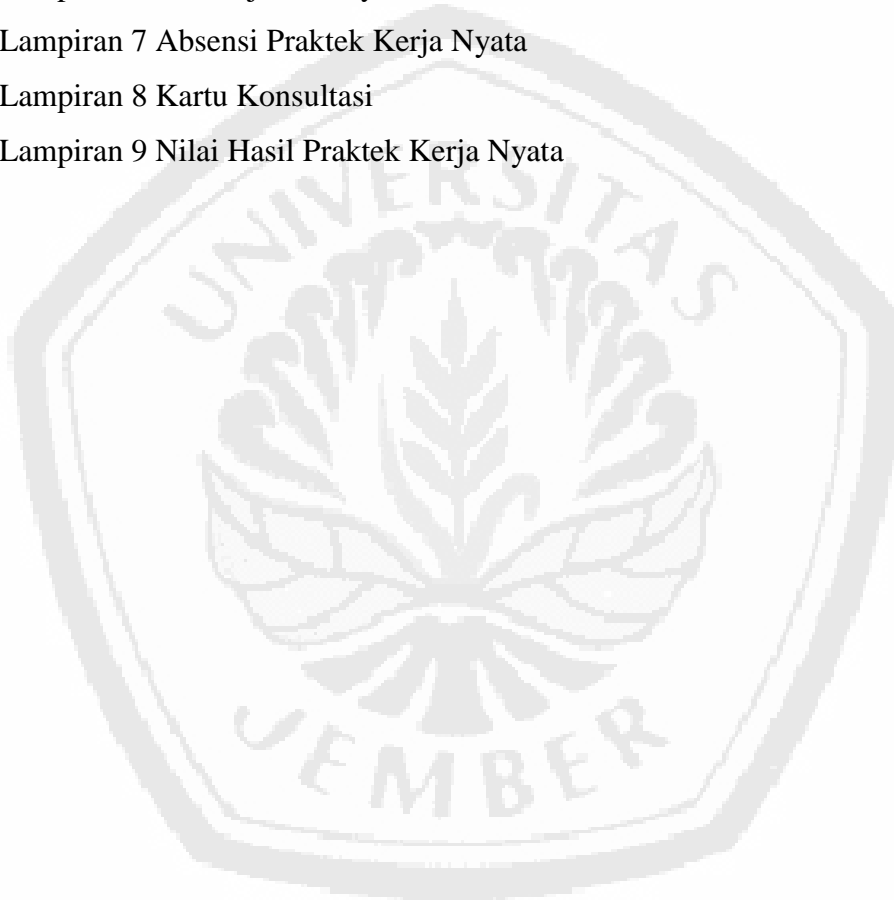 Lampiran 7 Absensi Praktek Kerja Nyata
Lampiran 8 Kartu Konsultasi
Lampiran 9 Nilai Hasil Praktek Kerja Nyata
UNIVERSITAS
JEMBER